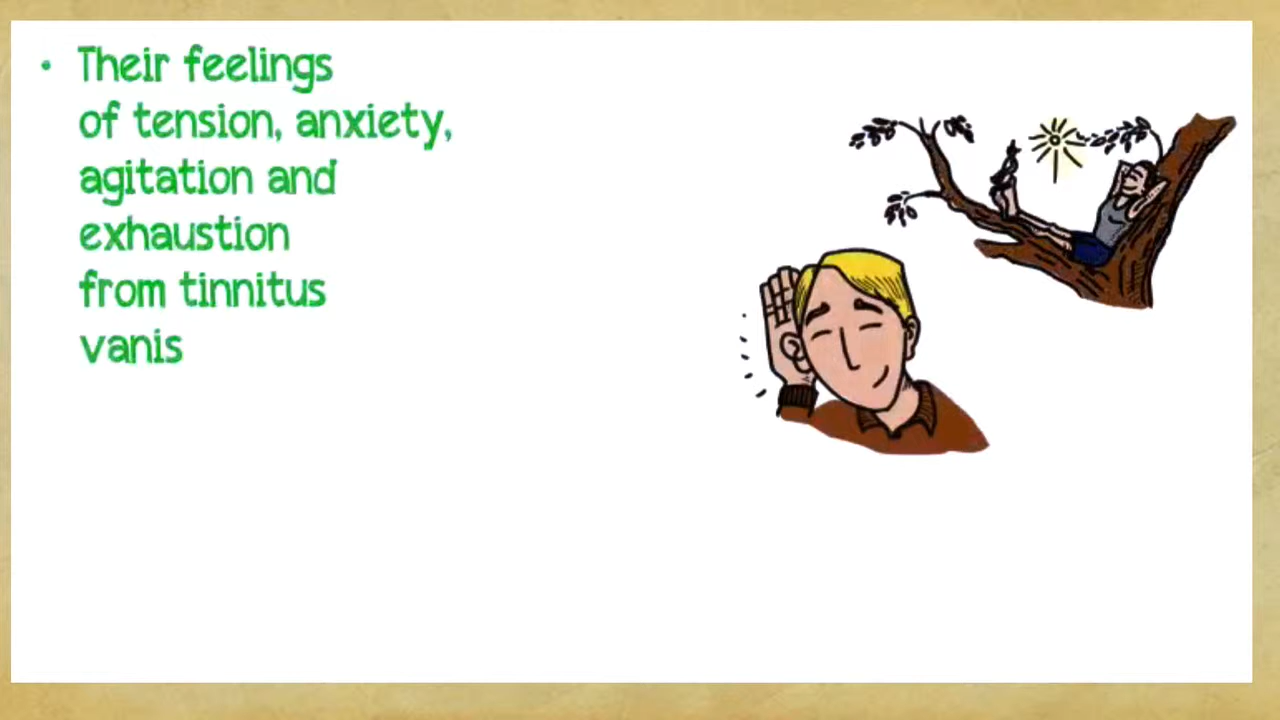 • Their feelings
of tension, anxiety,
agitation and
exhaustion
from tinnitus
vanis